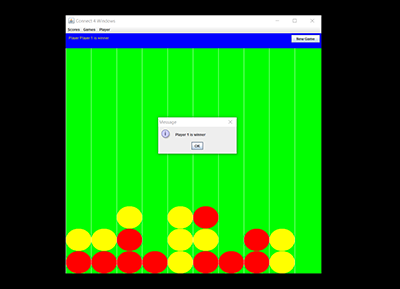 Connect 4 Windows
Scores Games Player
Player Player 1 is winner
New Game
Message
Player 1 is winner
OK